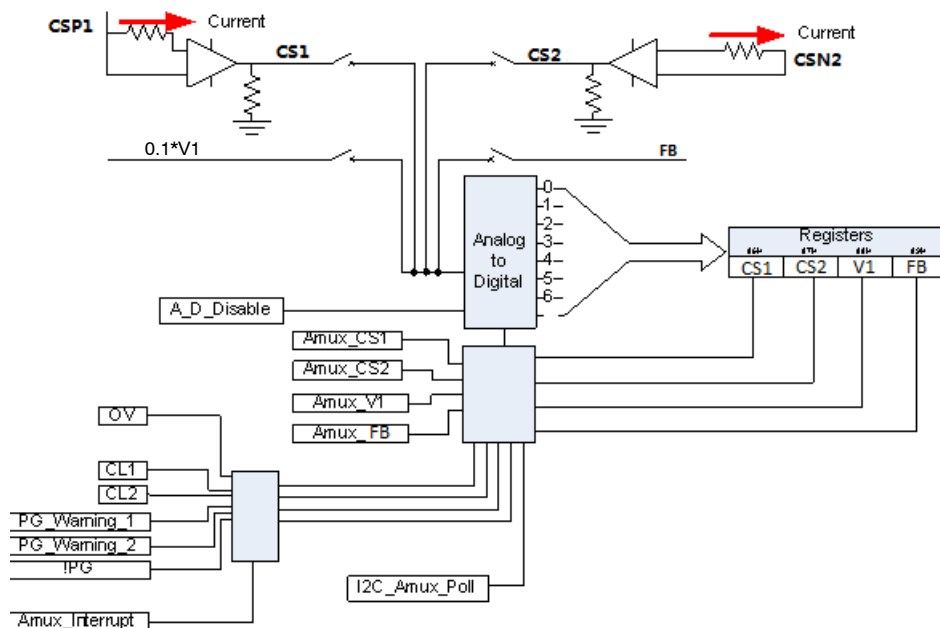 CSP1
Current
CS1
CS2
Current
CSN2
0.1*V1
FB
Analog
to
Digital
0
1
2
3
4
5
6
Registers
CS1 CS2 V1 FB
A_D_Disable
Amux_CS1
Amux_CS2
Amux_V1
Amux_FB
OV
CL1
CL2
PG_Warning_1
PG_Warning_2
!PG
I2C_Amux_Poll
Amux_Interrupt